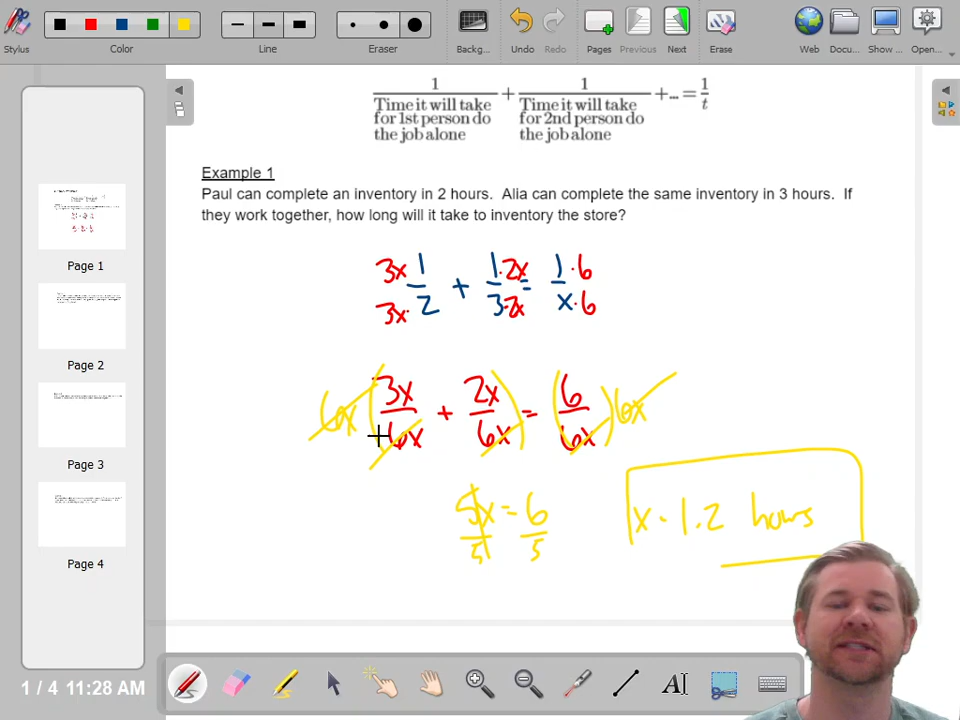 Stylus
Color
Line
Eraser
Backg...
Undo
Redo
Pages
Previous
Next
Erase
Web
Docu...
Show ...
Open...
1/Time it will take for 1st person do the job alone + 1/Time it will take for 2nd person do the job alone +...= 1/t
Example 1
Paul can complete an inventory in 2 hours. Alia can complete the same inventory in 3 hours. If
they work together, how long will it take to inventory the store?
3x 1 + 1·2x = 1·6
3x· 2 3·2x x·6
6x (3x/6x + 2x/6x) = (6/6x) 6x
5x = 6
5 5
x = 1.2 hours
Page 1
Page 2
Page 3
Page 4
1 / 4 11:28 AM
A